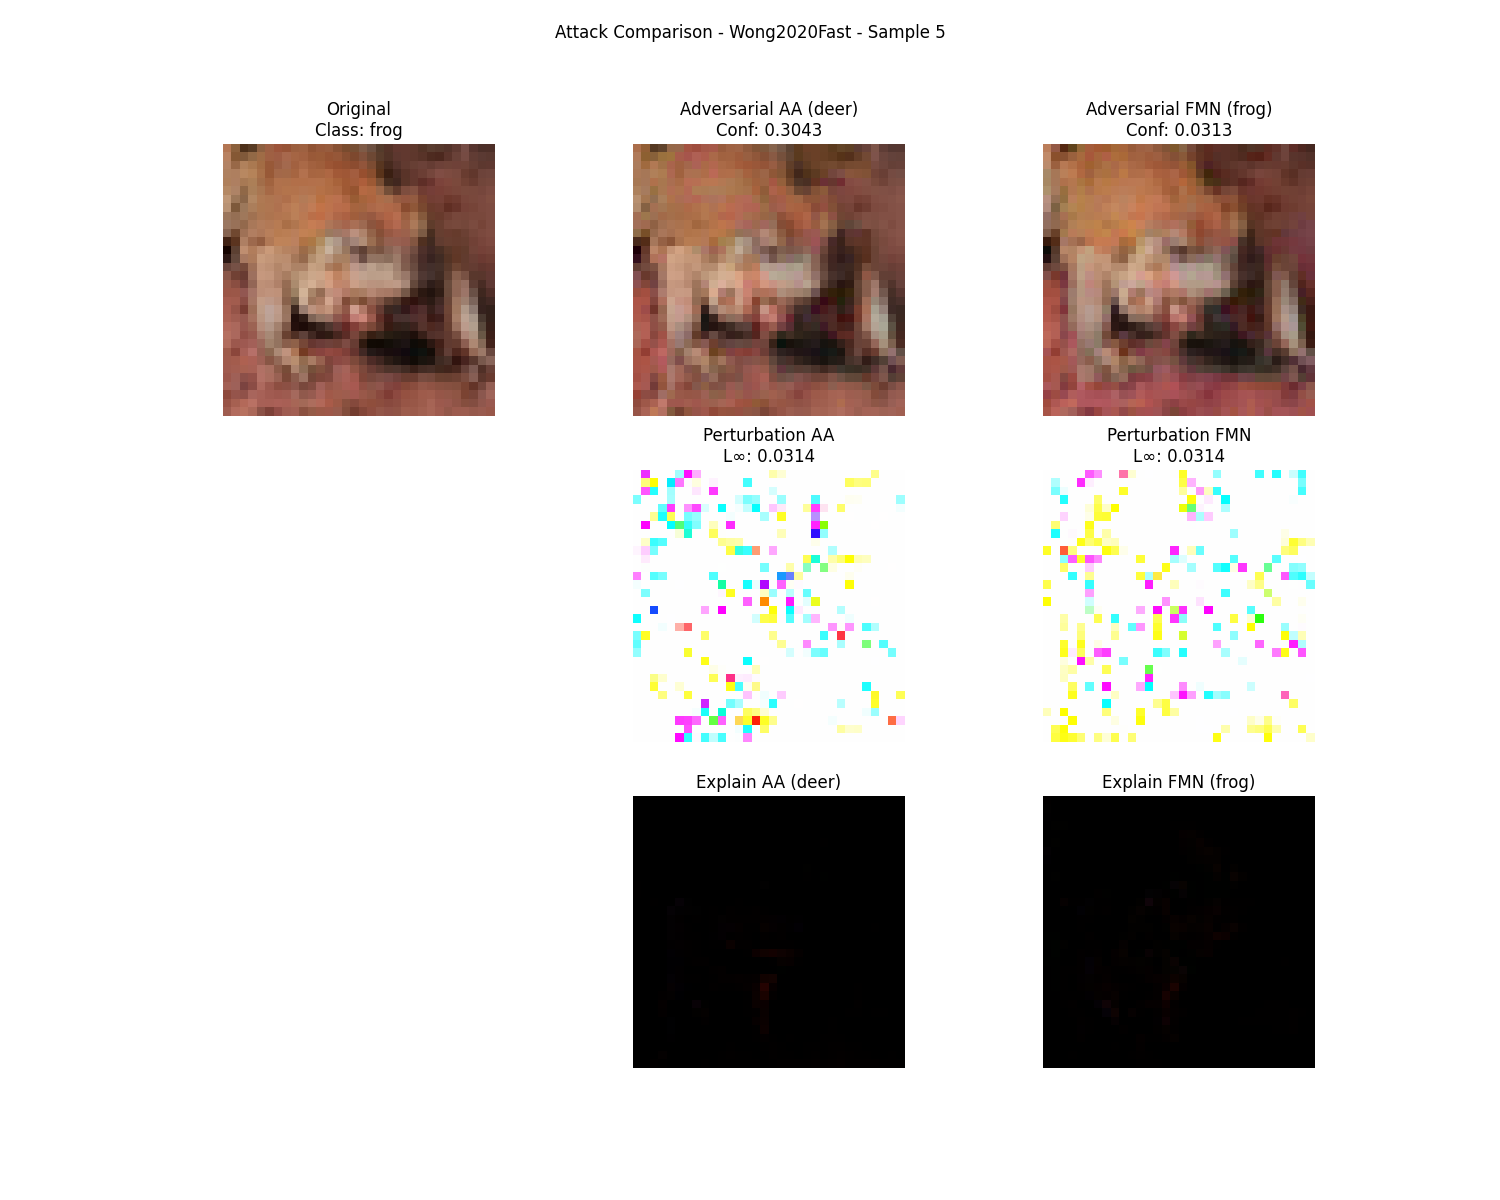 Attack Comparison - Wong2020Fast - Sample 5
Original
Class: frog
Adversarial AA (deer)
Conf: 0.3043
Adversarial FMN (frog)
Conf: 0.0313
Perturbation AA
L∞: 0.0314
Perturbation FMN
L∞: 0.0314
Explain AA (deer)
Explain FMN (frog)